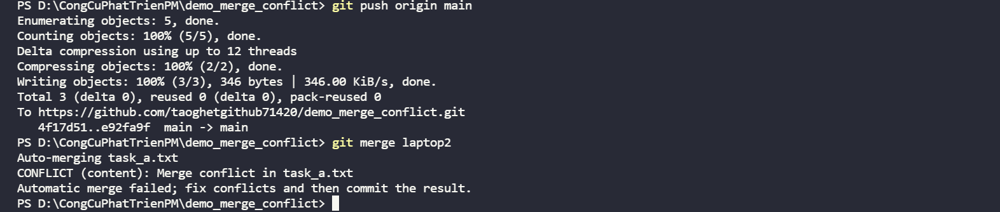 PS D:\CongCuPhatTrienPM\demo_merge_conflict> git push origin main
Enumerating objects: 5, done.
Counting objects: 100% (5/5), done.
Delta compression using up to 12 threads
Compressing objects: 100% (2/2), done.
Writing objects: 100% (3/3), 346 bytes | 346.00 KiB/s, done.
Total 3 (delta 0), reused 0 (delta 0), pack-reused 0
To https://github.com/taoghetgithub71420/demo_merge_conflict.git
   4f17d51..e92fa9f  main -> main
PS D:\CongCuPhatTrienPM\demo_merge_conflict> git merge laptop2
Auto-merging task_a.txt
CONFLICT (content): Merge conflict in task_a.txt
Automatic merge failed; fix conflicts and then commit the result.
PS D:\CongCuPhatTrienPM\demo_merge_conflict>